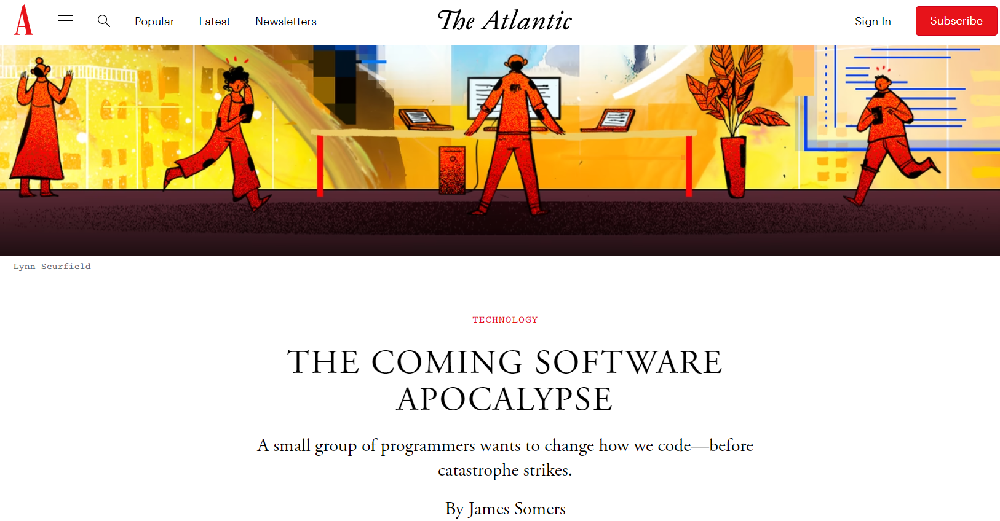 A
Popular
Latest
Newsletters
The Atlantic
Sign In
Subscribe
Lynn Scurfield
TECHNOLOGY
THE COMING SOFTWARE
APOCALYPSE
A small group of programmers wants to change how we code—before
catastrophe strikes.
By James Somers